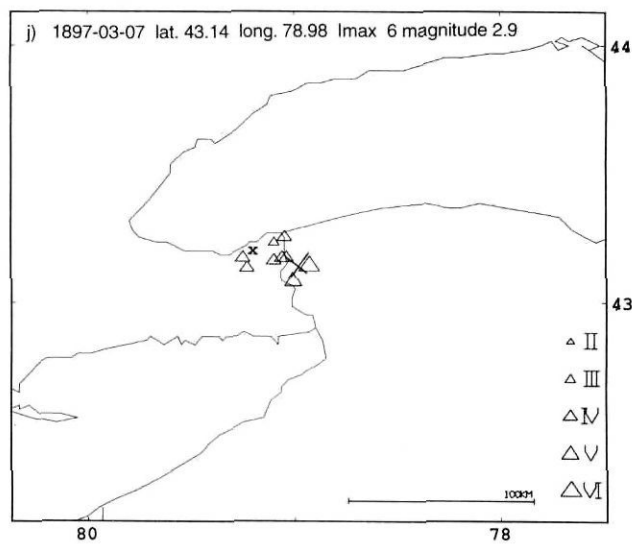 j) 1897-03-07 lat. 43.14 long. 78.98 Imax 6 magnitude 2.9
44
x
43
II
III
IV
V
VI
100KM
80
78